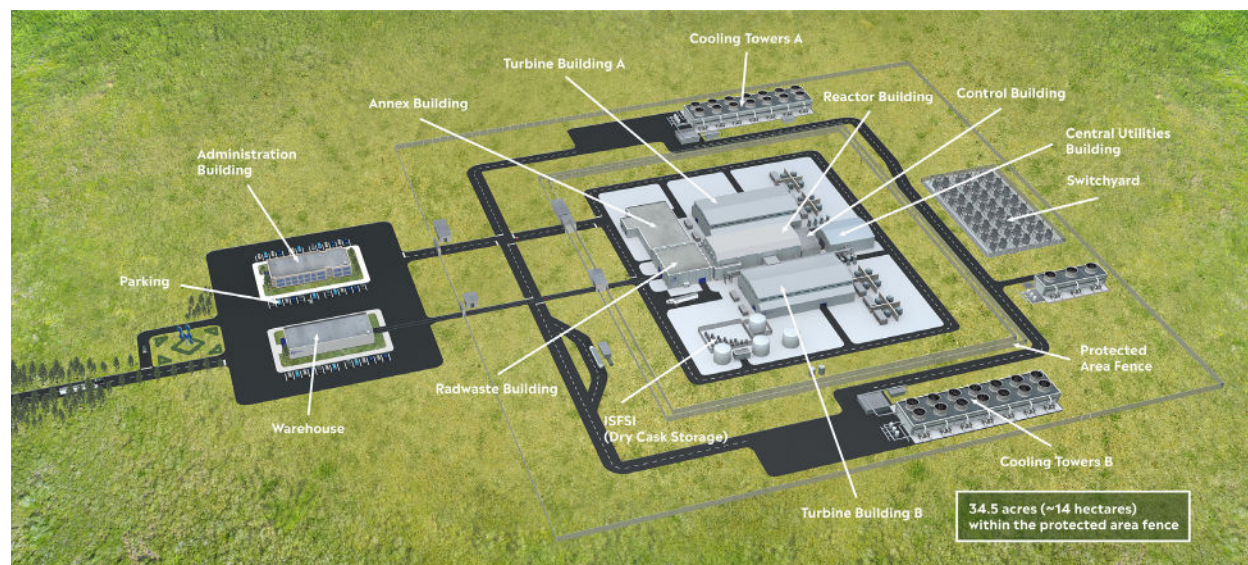 Cooling Towers A
Turbine Building A
Annex Building
Reactor Building
Control Building
Central Utilities
Building
Administration
Building
Switchyard
Parking
Protected
Area Fence
Radwaste Building
Warehouse
ISFSI
(Dry Cask Storage)
Cooling Towers B
Turbine Building B
34.5 acres (~14 hectares)
within the protected area fence